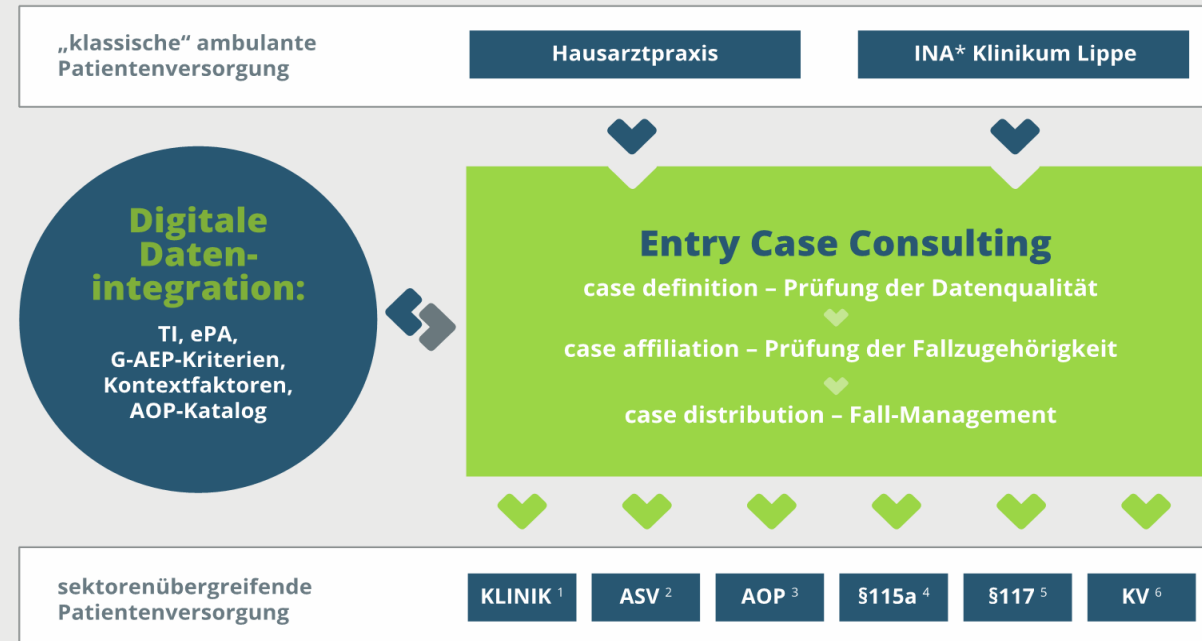 „klassische“ ambulante
Patientenversorgung
Hausarztpraxis
INA* Klinikum Lippe
Digitale
Daten-
integration:
TI, ePA,
G-AEP-Kriterien,
Kontextfaktoren,
AOP-Katalog
Entry Case Consulting
case definition – Prüfung der Datenqualität
case affiliation – Prüfung der Fallzugehörigkeit
case distribution – Fall-Management
sektorenübergreifende
Patientenversorgung
KLINIK ¹
ASV ²
AOP ³
§115a ⁴
§117 ⁵
KV ⁶